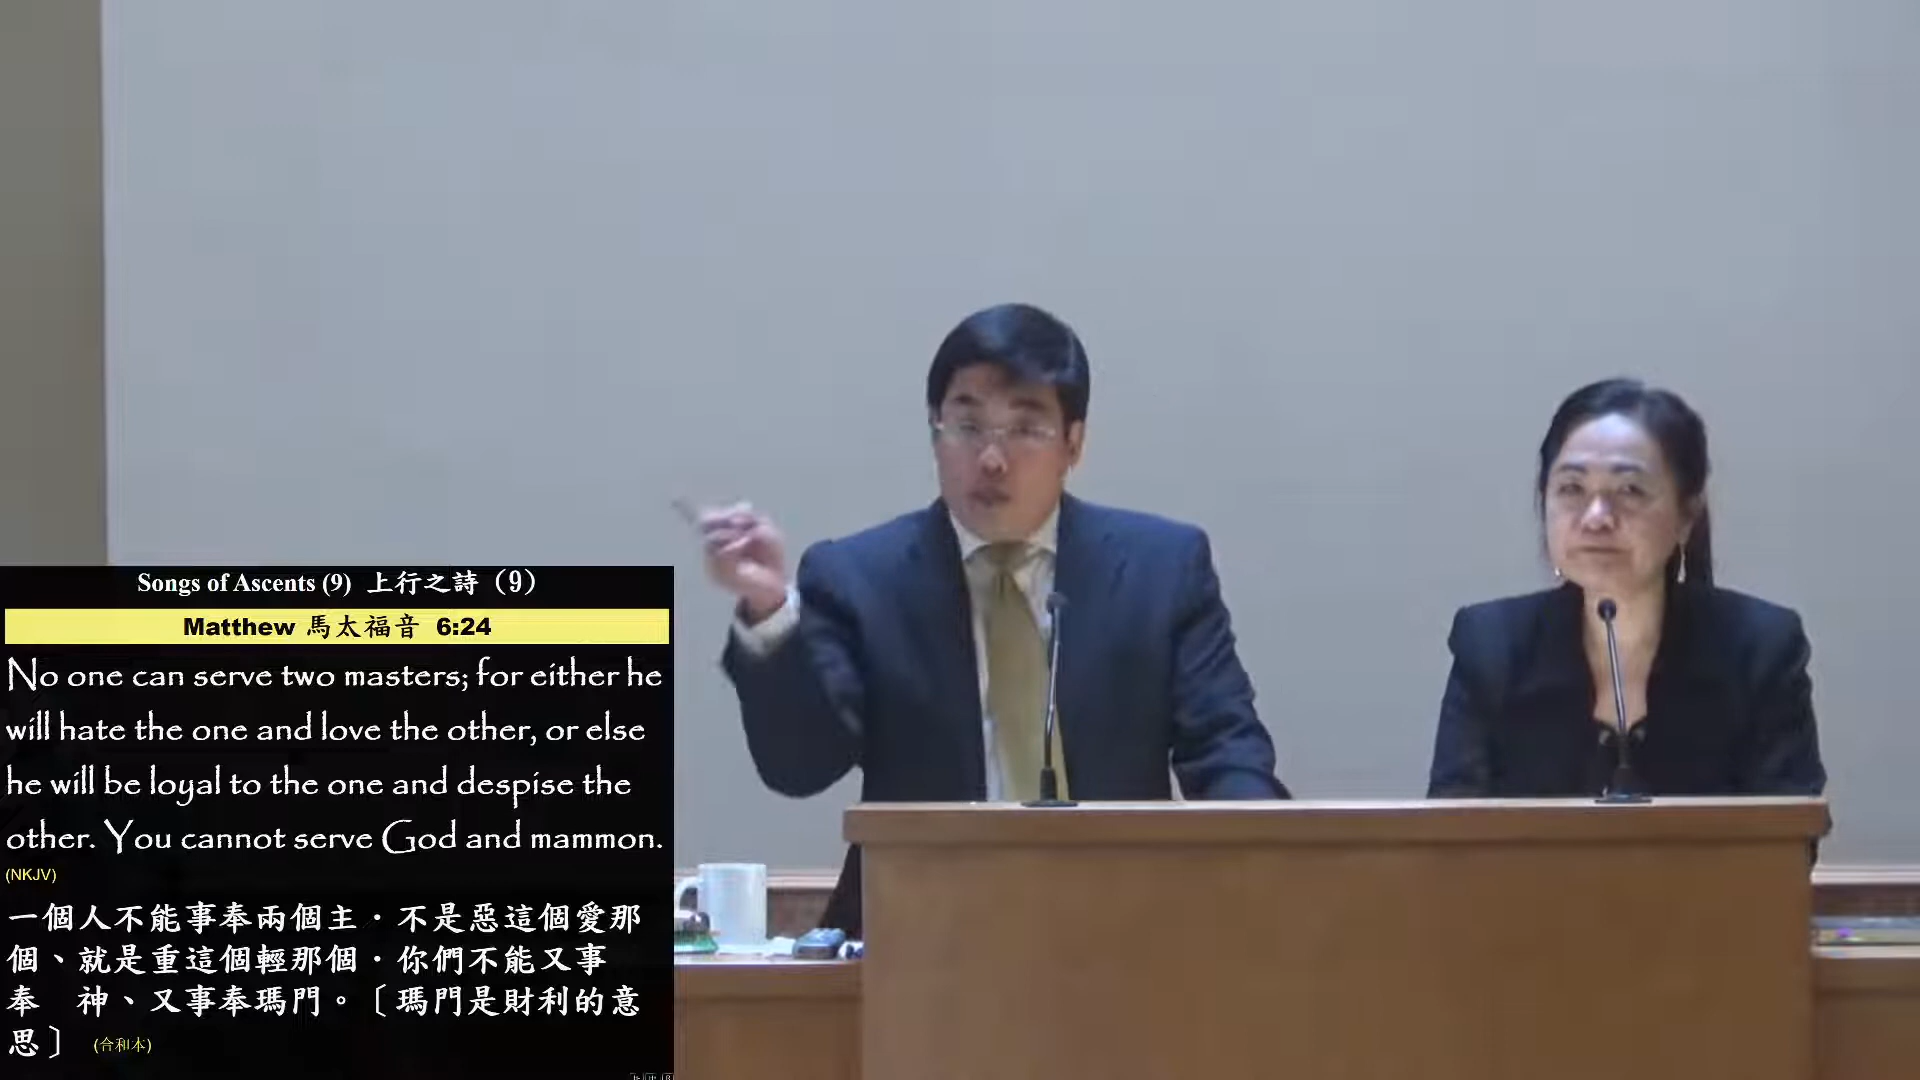 Songs of Ascents (9) 上行之詩（9）
Matthew 馬太福音 6:24
No one can serve two masters; for either he
will hate the one and love the other, or else
he will be loyal to the one and despise the
other. You cannot serve God and mammon.
(NKJV)
一個人不能事奉兩個主．不是惡這個愛那
個、就是重這個輕那個．你們不能又事
奉　神、又事奉瑪門。〔瑪門是財利的意
思〕 (合和本)